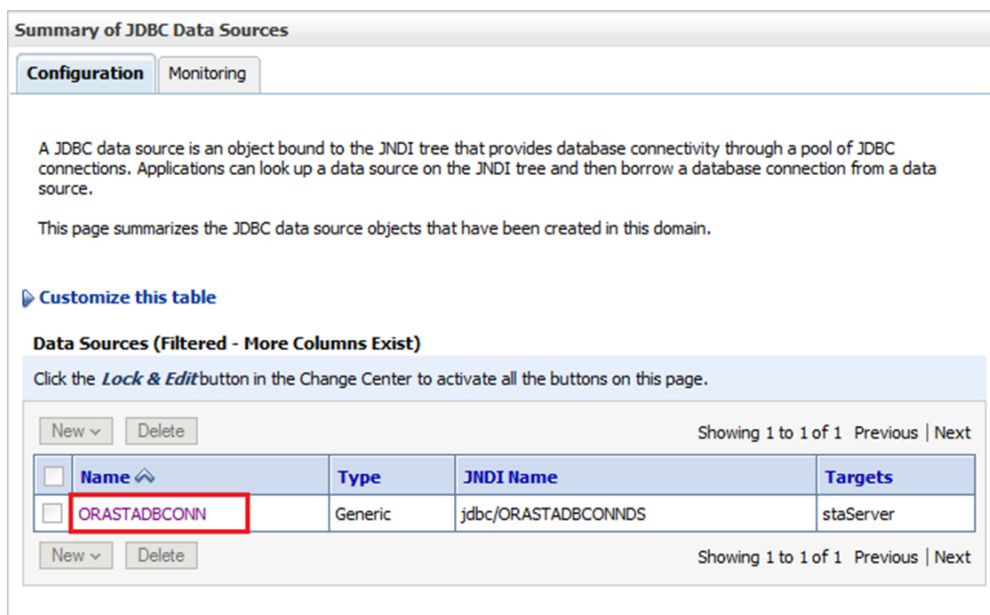 Summary of JDBC Data Sources
Configuration Monitoring
A JDBC data source is an object bound to the JNDI tree that provides database connectivity through a pool of JDBC
connections. Applications can look up a data source on the JNDI tree and then borrow a database connection from a data
source.
This page summarizes the JDBC data source objects that have been created in this domain.
Customize this table
Data Sources (Filtered - More Columns Exist)
Click the Lock & Edit button in the Change Center to activate all the buttons on this page.
New Delete Showing 1 to 1 of 1 Previous | Next
Name Type JNDI Name Targets
ORASTADBCONN Generic jdbc/ORASTADBCONNDS staServer
New Delete Showing 1 to 1 of 1 Previous | Next